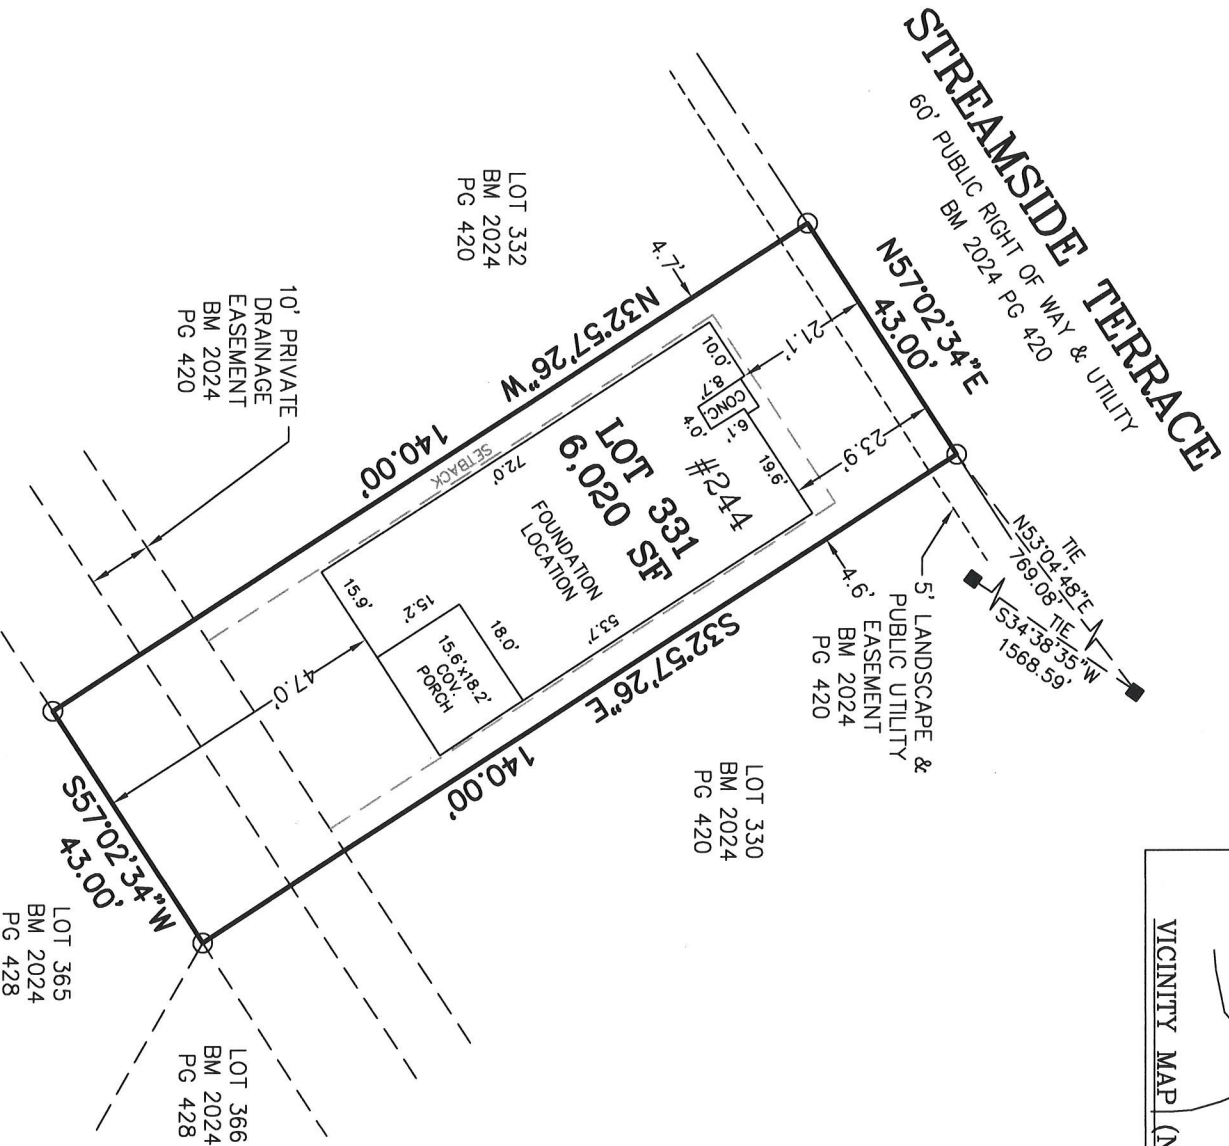 STREAMSIDE TERRACE
60' PUBLIC RIGHT OF WAY & UTILITY
BM 2024 PG 420
N57°02'34"E
43.00'
TIE
N53°04'48"E
769.08'
TIE
S34°38'35"W
1568.59'
5' LANDSCAPE &
PUBLIC UTILITY
EASEMENT
BM 2024
PG 420
LOT 332
BM 2024
PG 420
4.7'
N32°57'26"W
140.00'
21.1'
23.9'
10.0'
8.7'
CONC.
4.0'
6.1'
19.6'
#244
LOT 331
6,020 SF
SETBACK
72.0'
FOUNDATION
LOCATION
53.7'
4.6'
S32°57'26"E
140.00'
15.9'
15.2'
18.0'
15.6'x18.2'
COV.
PORCH
47.0'
10' PRIVATE
DRAINAGE
EASEMENT
BM 2024
PG 420
LOT 330
BM 2024
PG 420
S57°02'34"W
43.00'
LOT 365
BM 2024
PG 428
LOT 366
BM 2024
PG 428
VICINITY MAP (N